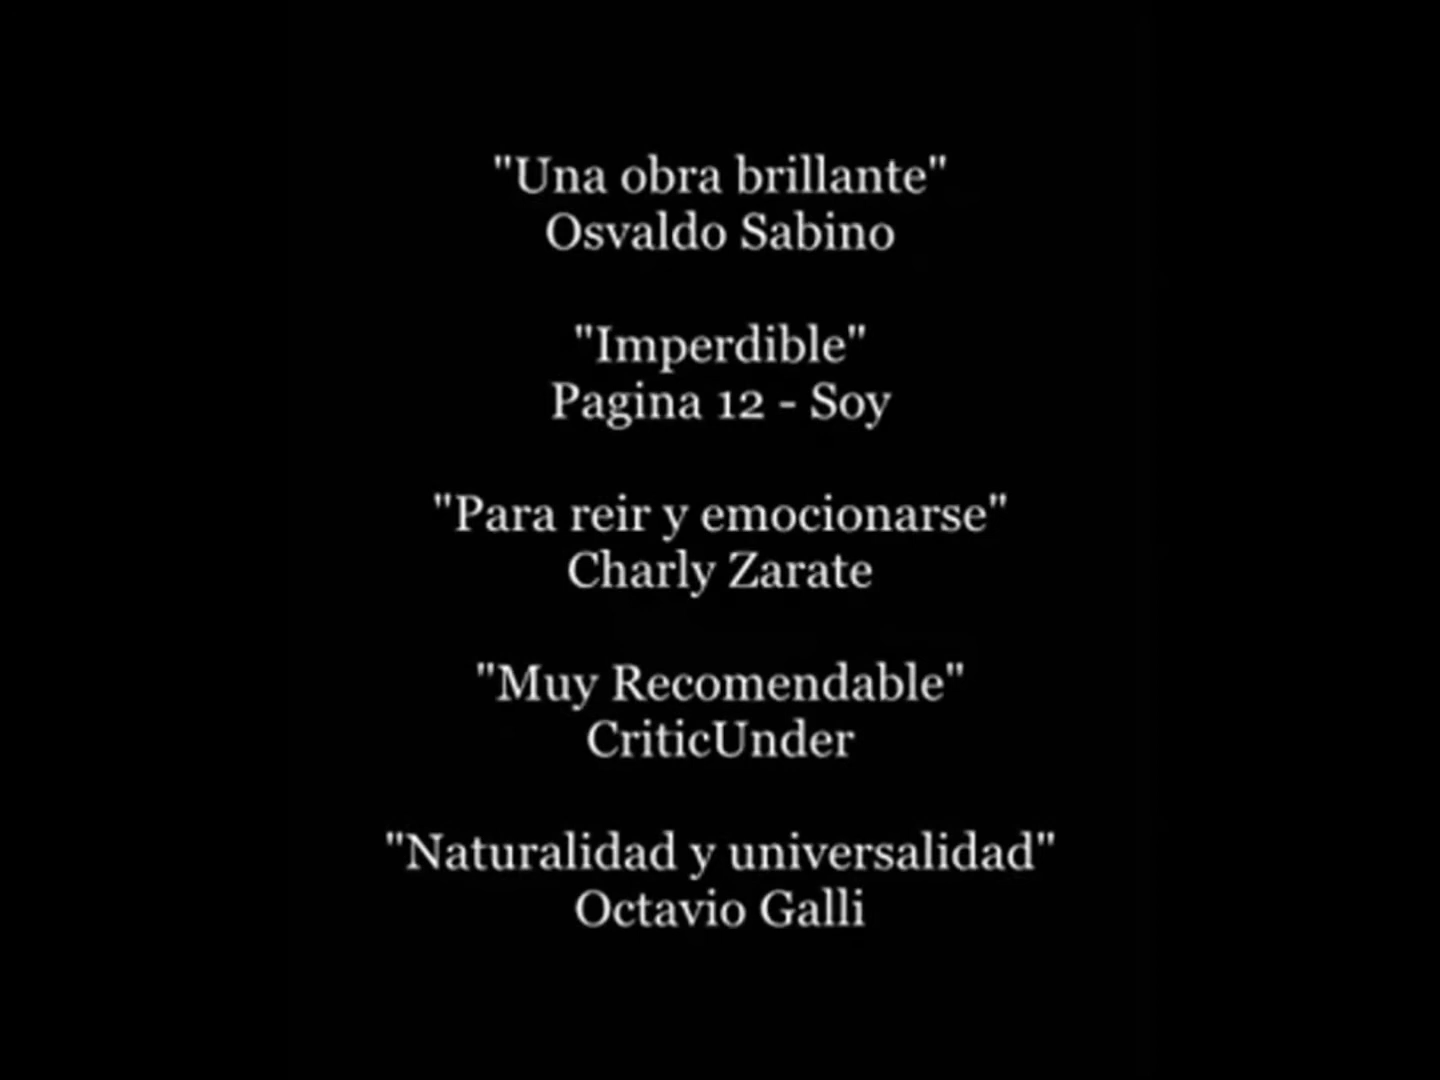 "Una obra brillante"
Osvaldo Sabino
"Imperdible"
Pagina 12 - Soy
"Para reir y emocionarse"
Charly Zarate
"Muy Recomendable"
CriticUnder
"Naturalidad y universalidad"
Octavio Galli